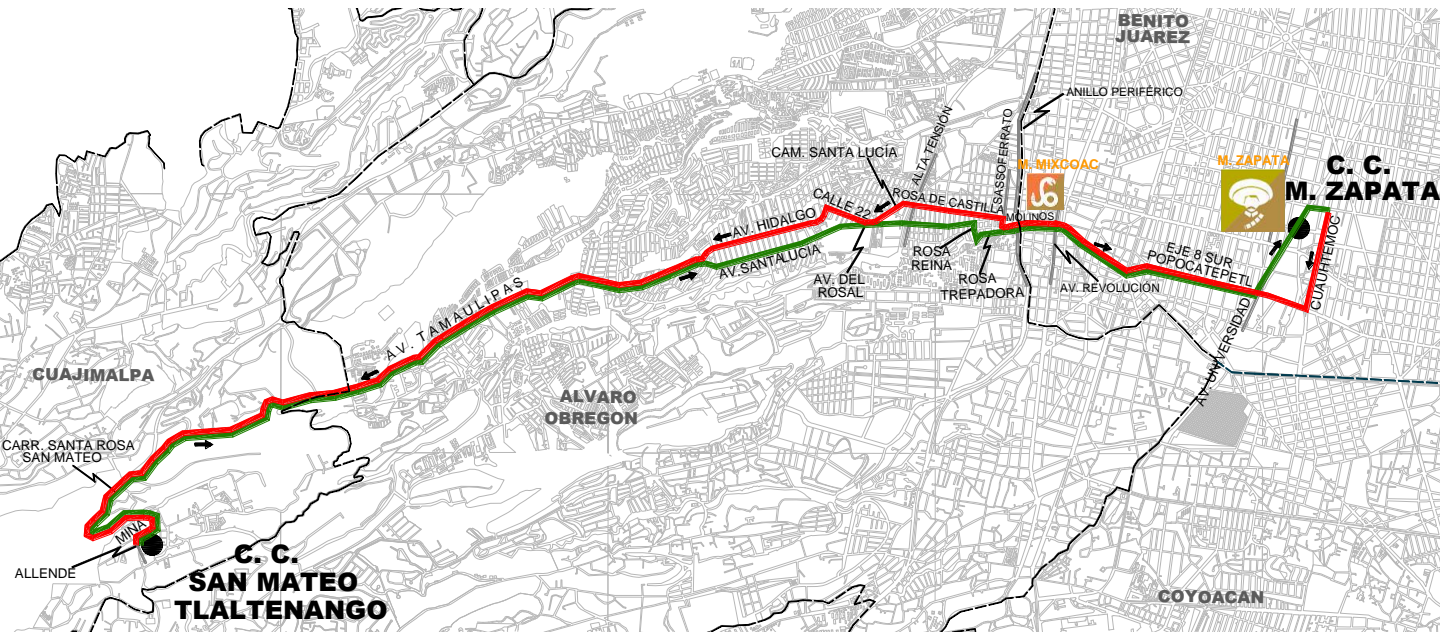 BENITO
JUAREZ
ANILLO PERIFÉRICO
ALTA TENSIÓN
SASSOFERRATO
CAM. SANTA LUCÍA
M. MIXCOAC
M. ZAPATA
C. C.
M. ZAPATA
CALLE 22
ROSA DE CASTILLA
MOLINOS
AV. HIDALGO
AV. SANTA LUCIA
ROSA
REINA
ROSA
TREPADORA
AV. DEL
ROSAL
AV. REVOLUCIÓN
EJE 8 SUR
POPOCATEPETL
CUAUHTEMOC
AV. UNIVERSIDAD
AV. TAMAULIPAS
CUAJIMALPA
ALVARO
OBREGON
CARR. SANTA ROSA
SAN MATEO
MINA
ALLENDE
C. C.
SAN MATEO
TLALTENANGO
COYOACAN